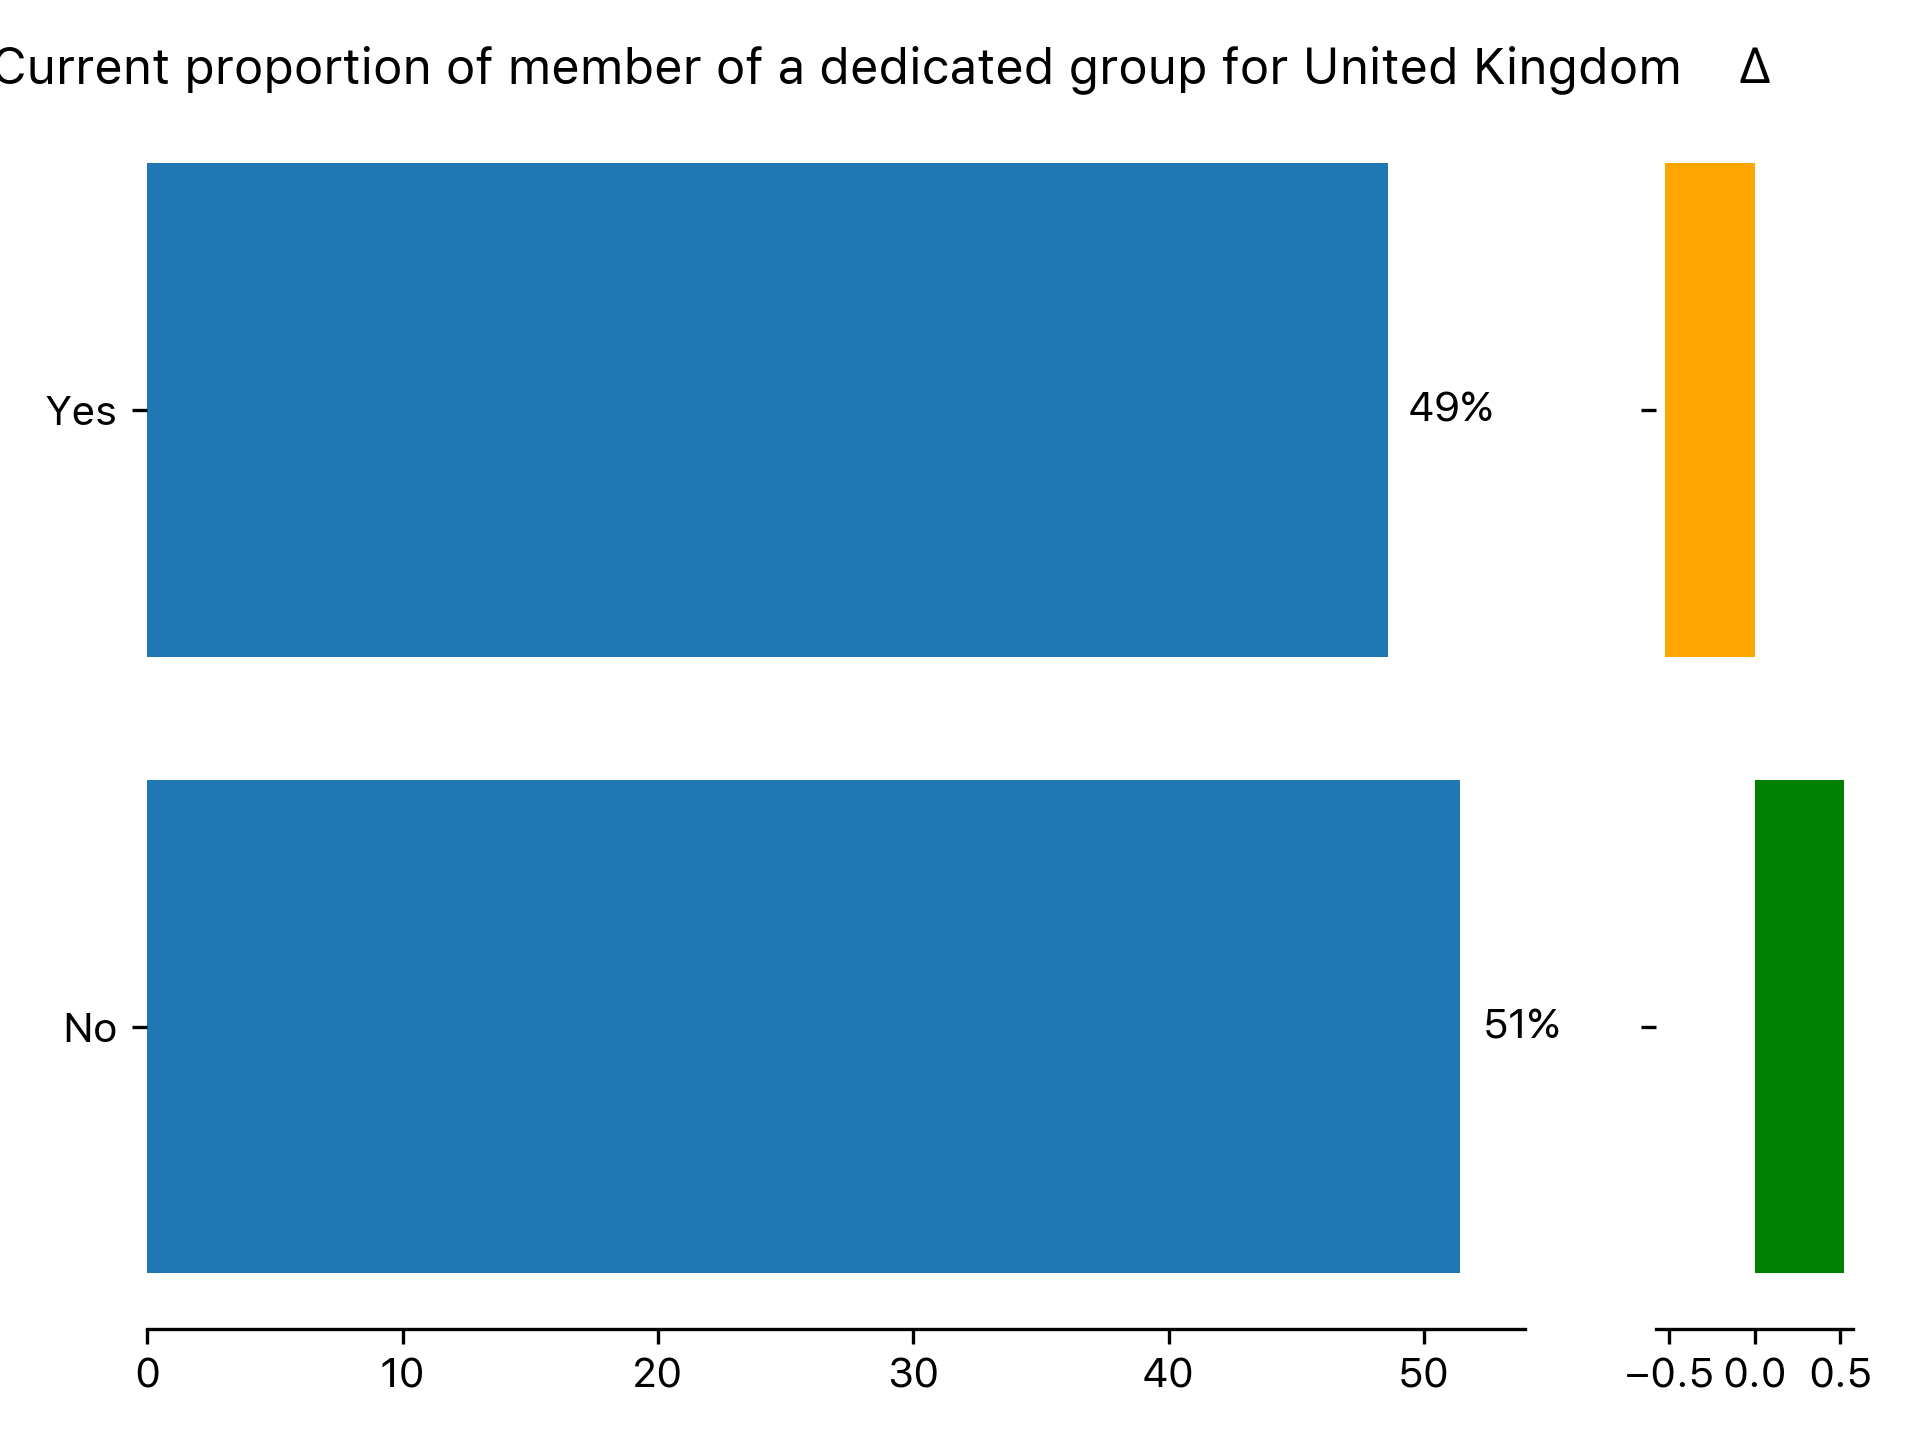 Current proportion of member of a dedicated group for United Kingdom Δ
Yes 49%
No 51%
0 10 20 30 40 50 −0.5 0.0 0.5